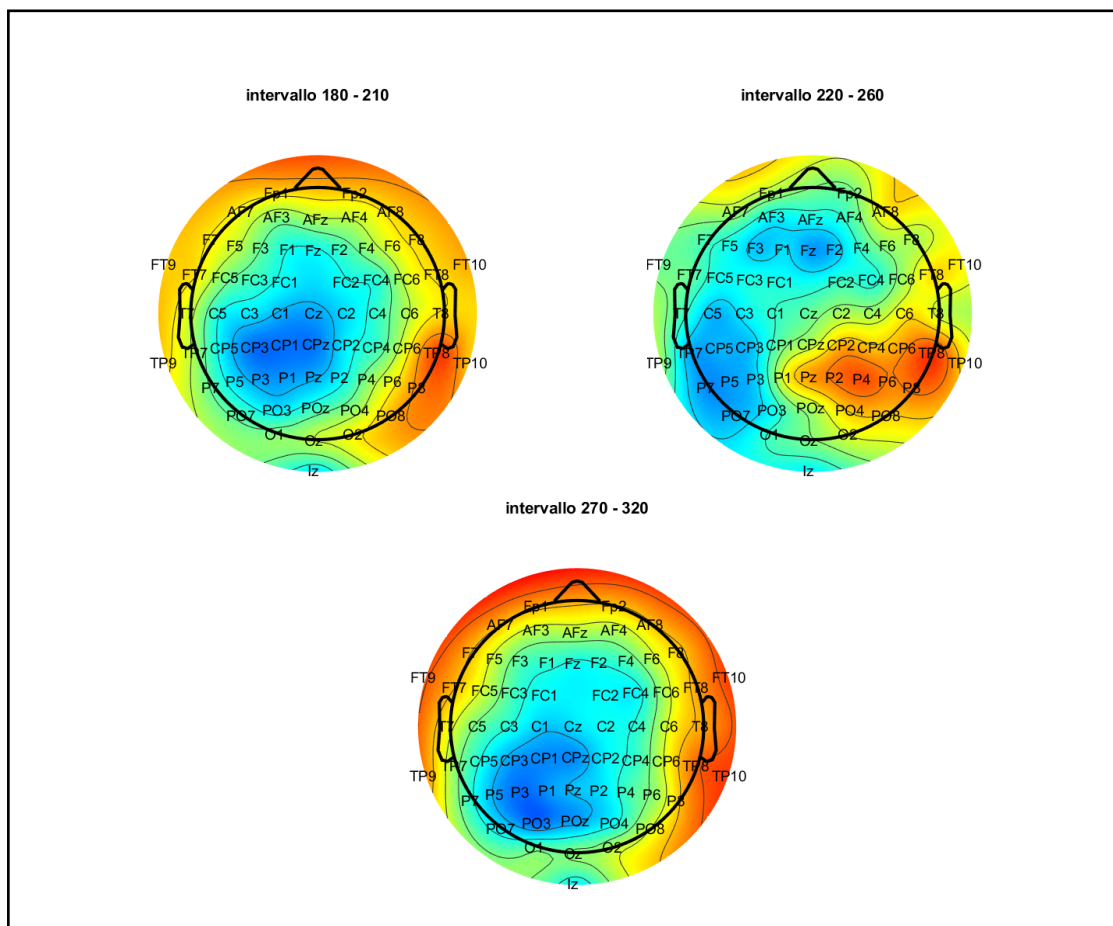 intervallo 180 - 210
Fp1 Fp2
AF7 AF3 AFz AF4 AF8
F7 F5 F3 F1 Fz F2 F4 F6 F8
FT9 FT7 FC5 FC3 FC1 FC2 FC4 FC6 FT8 FT10
T7 C5 C3 C1 Cz C2 C4 C6 T8
TP9 TP7 CP5 CP3 CP1 CPz CP2 CP4 CP6 TP8 TP10
P7 P5 P3 P1 Pz P2 P4 P6 P8
PO7 PO3 POz PO4 PO8
O1 Oz O2
Iz
intervallo 220 - 260
Fp1 Fp2
AF7 AF3 AFz AF4 AF8
F7 F5 F3 F1 Fz F2 F4 F6 F8
FT9 FT7 FC5 FC3 FC1 FC2 FC4 FC6 FT8 FT10
T7 C5 C3 C1 Cz C2 C4 C6 T8
TP9 TP7 CP5 CP3 CP1 CPz CP2 CP4 CP6 TP8 TP10
P7 P5 P3 P1 Pz P2 P4 P6 P8
PO7 PO3 POz PO4 PO8
O1 Oz O2
Iz
intervallo 270 - 320
Fp1 Fp2
AF7 AF3 AFz AF4 AF8
F7 F5 F3 F1 Fz F2 F4 F6 F8
FT9 FT7 FC5 FC3 FC1 FC2 FC4 FC6 FT8 FT10
T7 C5 C3 C1 Cz C2 C4 C6 T8
TP9 TP7 CP5 CP3 CP1 CPz CP2 CP4 CP6 TP8 TP10
P7 P5 P3 P1 Pz P2 P4 P6 P8
PO7 PO3 POz PO4 PO8
O1 Oz O2
Iz